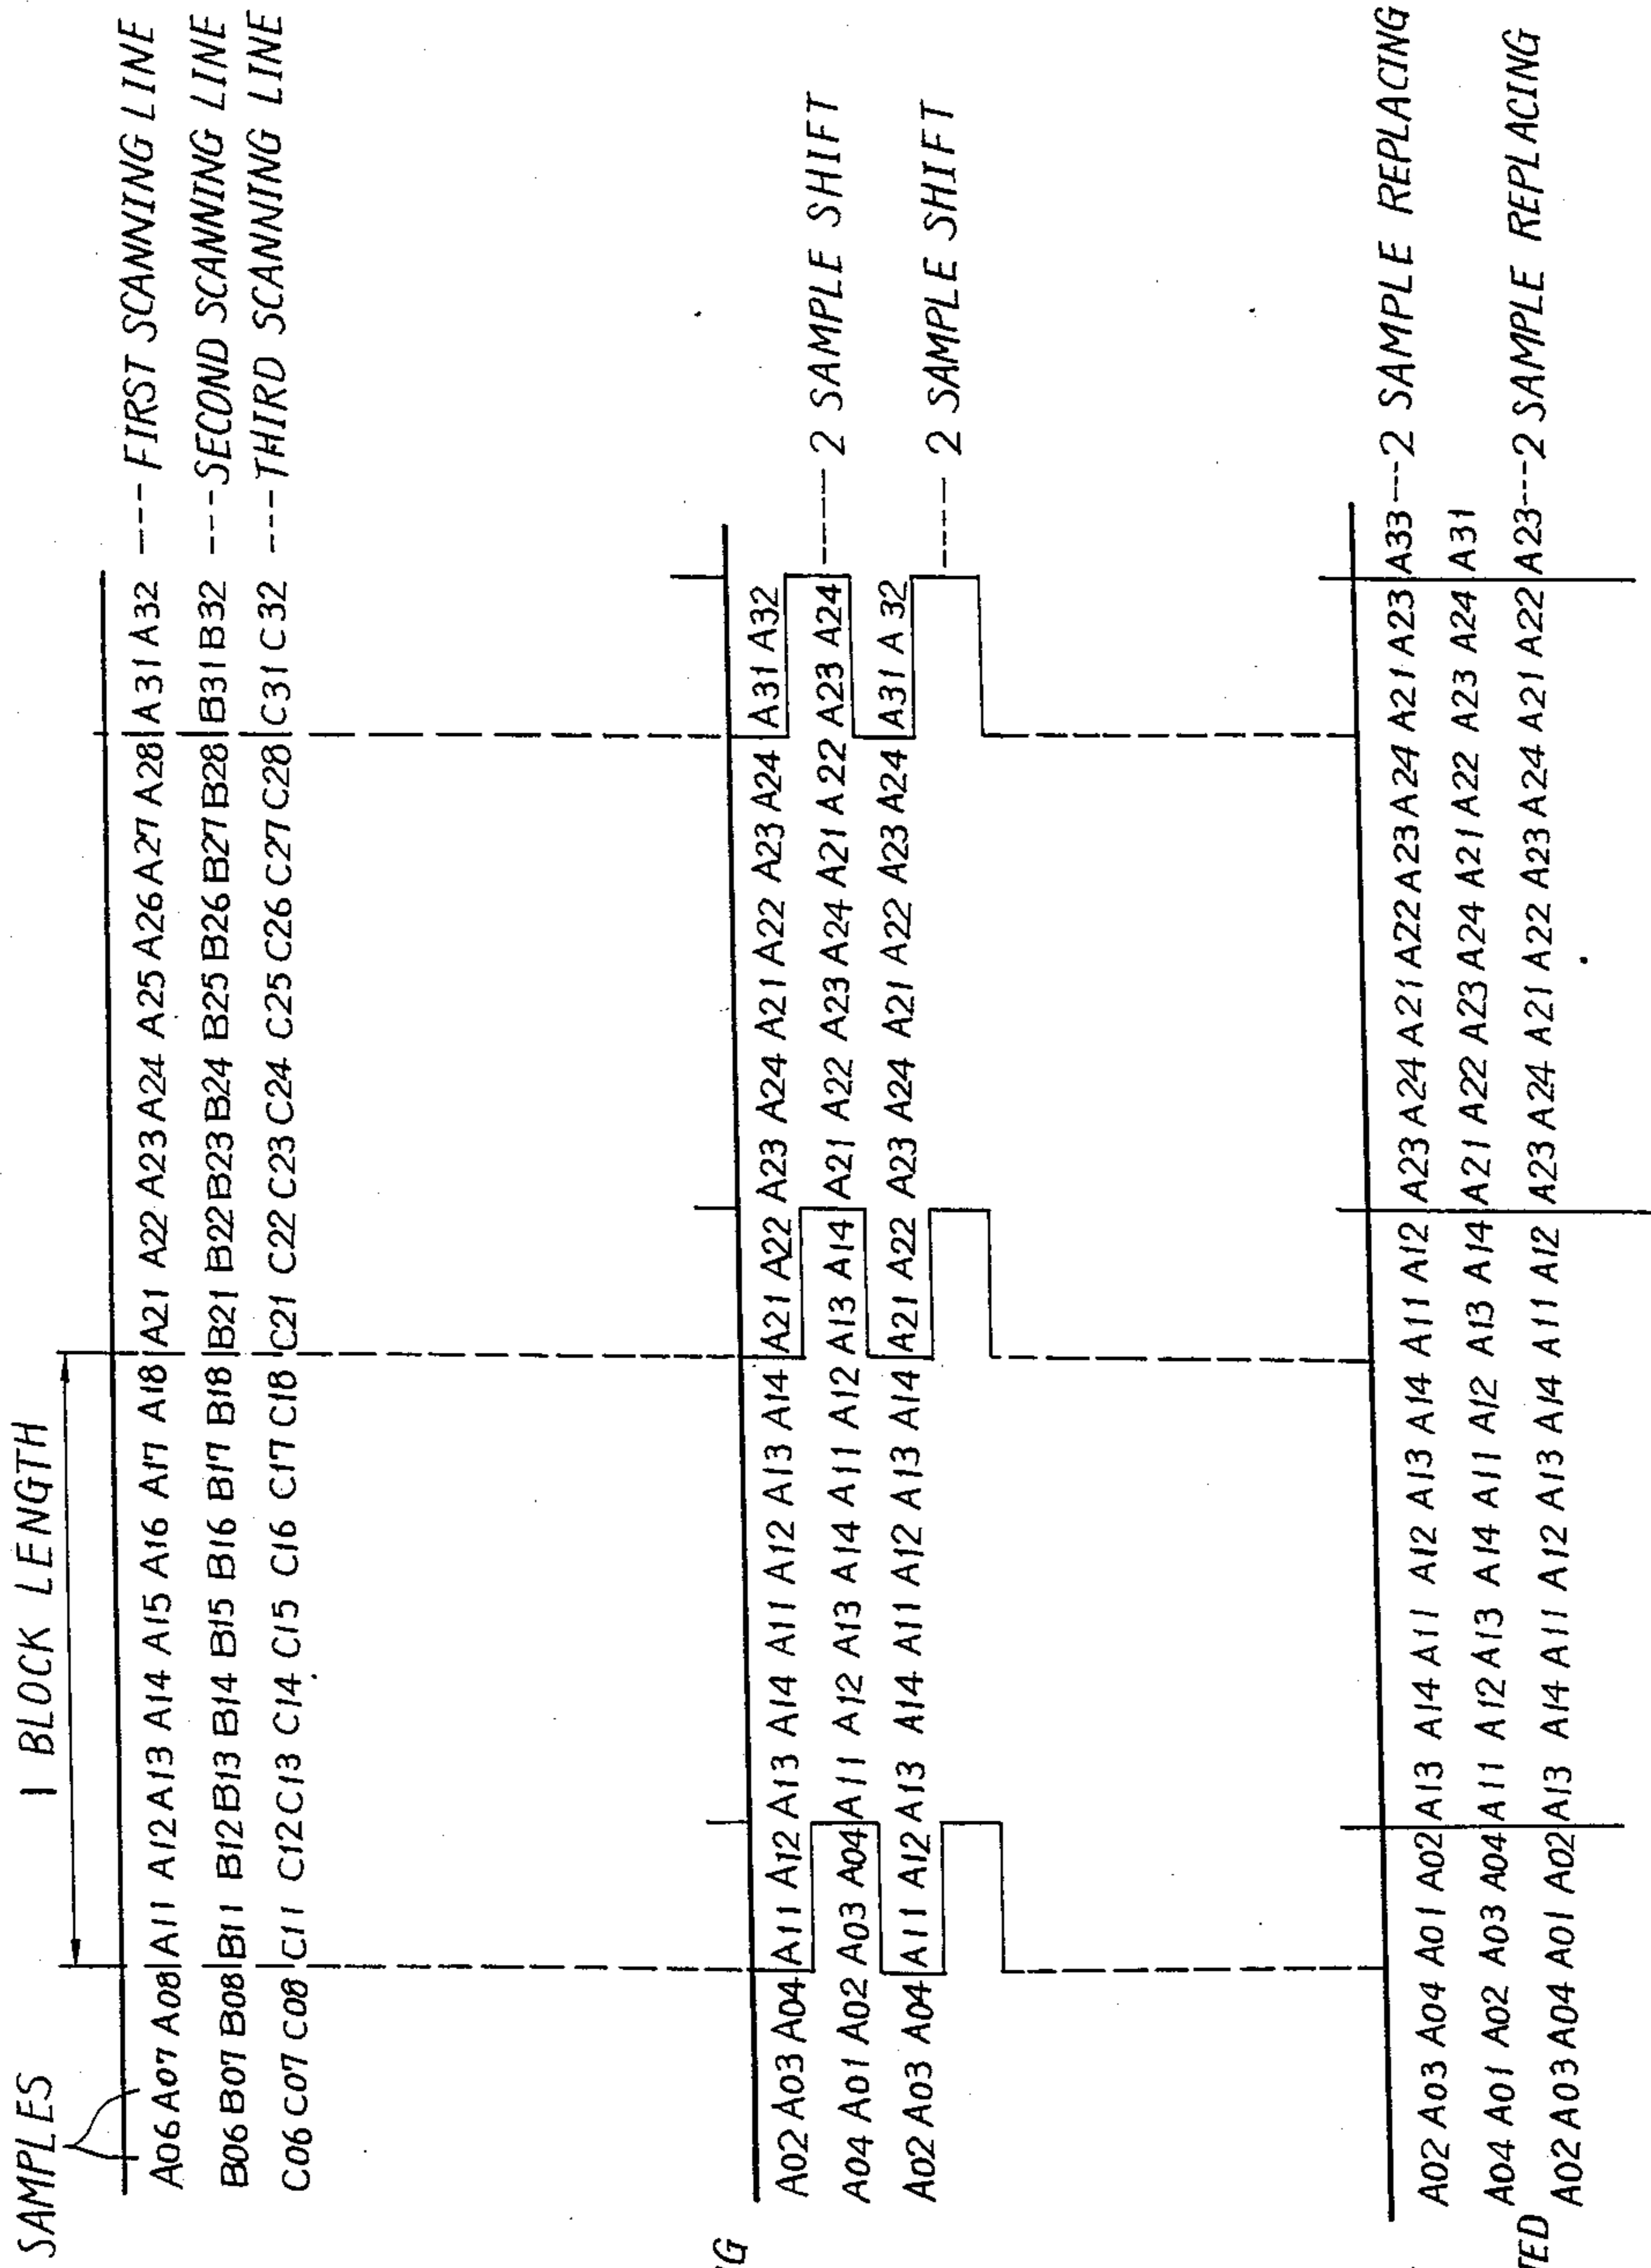 SAMPLES
1 BLOCK LENGTH
A06 A07 A08 A11 A12 A13 A14 A15 A16 A17 A18 A21 A22 A23 A24 A25 A26 A27 A28 A31 A32 ---- FIRST SCANNING LINE
B06 B07 B08 B11 B12 B13 B14 B15 B16 B17 B18 B21 B22 B23 B24 B25 B26 B27 B28 B31 B32 --- SECOND SCANNING LINE
C06 C07 C08 C11 C12 C13 C14 C15 C16 C17 C18 C21 C22 C23 C24 C25 C26 C27 C28 C31 C32 ---- THIRD SCANNING LINE
A02 A03 A04 A11 A12 A13 A14 A11 A12 A13 A14 A21 A22 A23 A24 A21 A22 A23 A24 A31 A32
A04 A01 A02 A03 A04 A11 A12 A13 A14 A11 A12 A13 A14 A21 A22 A23 A24 A21 A22 A23 A24 ----- 2 SAMPLE SHIFT
A02 A03 A04 A11 A12 A13 A14 A11 A12 A13 A14 A21 A22 A23 A24 A21 A22 A23 A24 A31 A32
---- 2 SAMPLE SHIFT
A02 A03 A04 A01 A02 A13 A14 A11 A12 A13 A14 A11 A12 A23 A24 A21 A22 A23 A24 A21 A23 A33 ---2 SAMPLE REPLACING
A04 A01 A02 A03 A04 A11 A12 A13 A14 A11 A12 A13 A14 A21 A22 A23 A24 A21 A22 A23 A24 A31
A02 A03 A04 A01 A02 A13 A14 A11 A12 A13 A14 A11 A12 A23 A24 A21 A22 A23 A24 A21 A22 A23---2 SAMPLE REPLACING